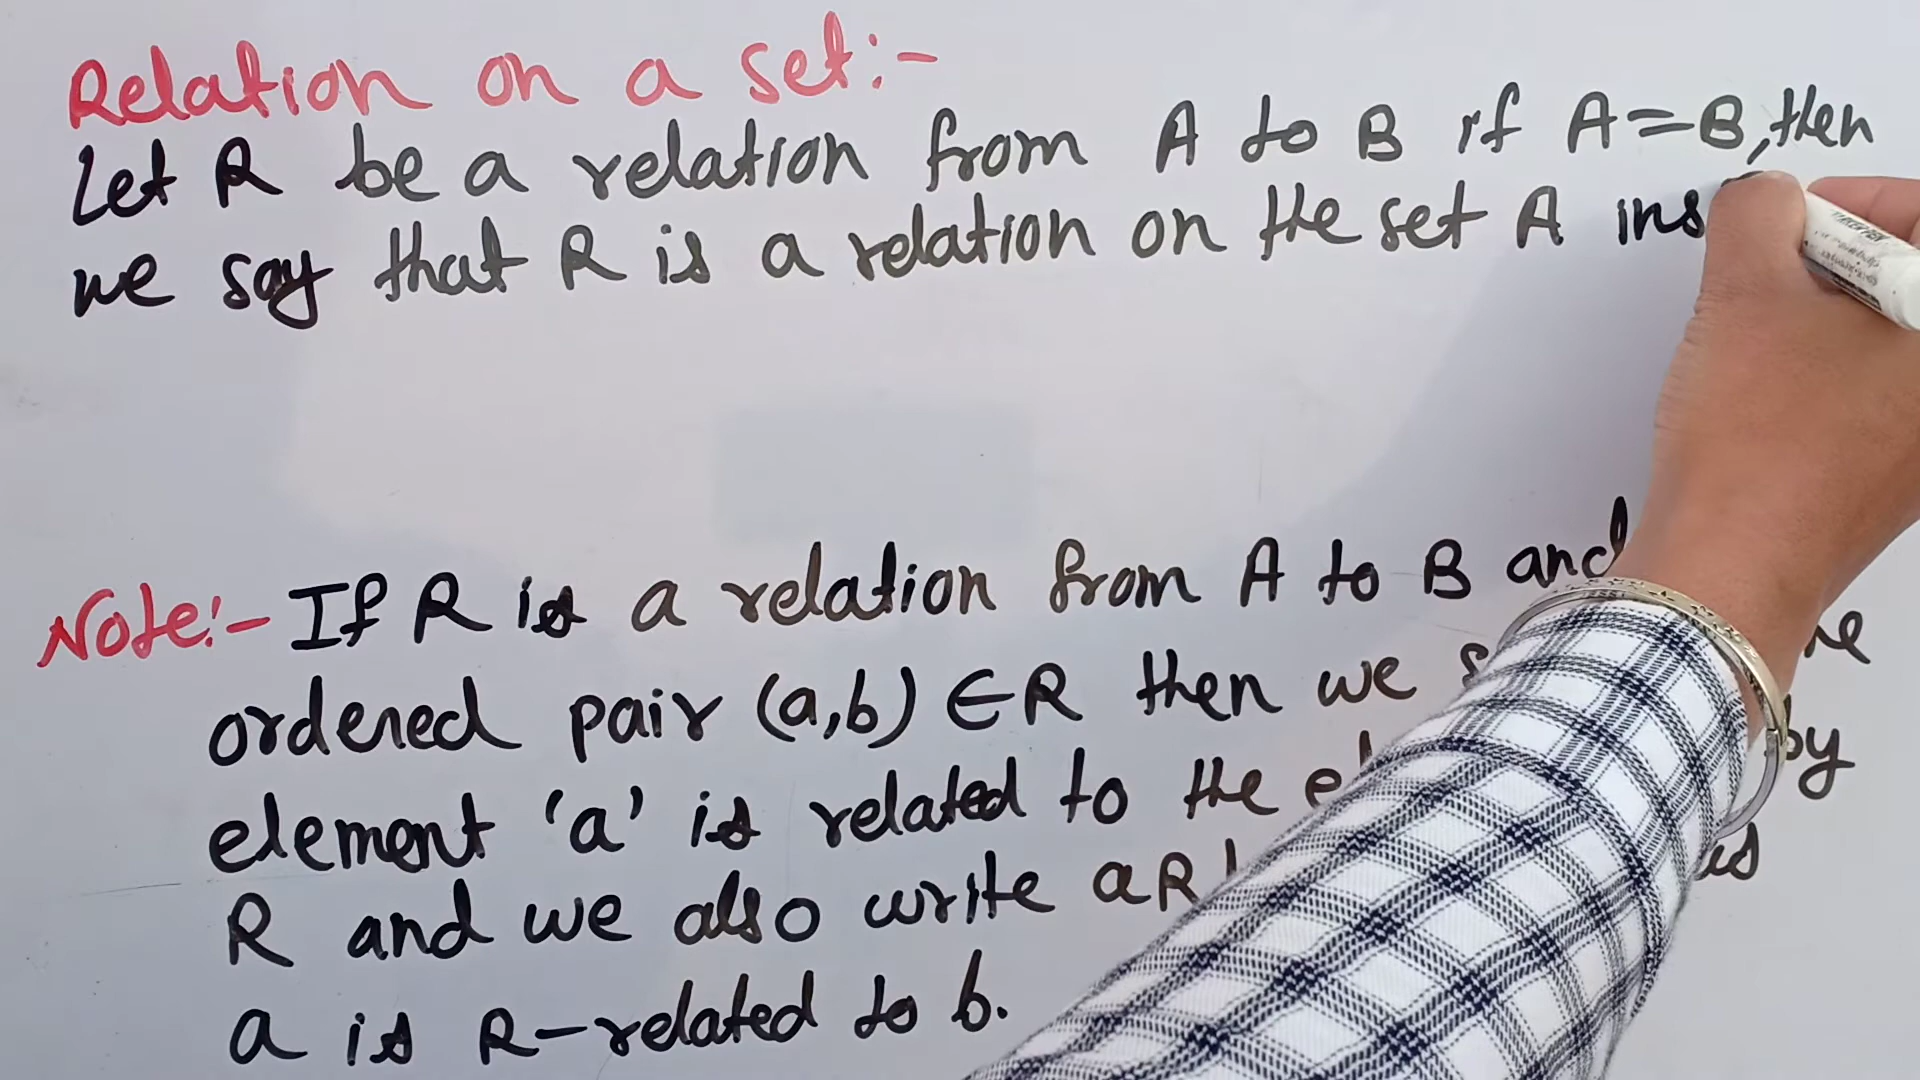 Relation on a set:-
Let R be a relation from A to B if A=B, then
we say that R is a relation on the set A ins
Note:- If R is a relation from A to B and
ordered pair (a,b) ∈R then we
element 'a' is related to the by
R and we also write aR
a is R-related to b.